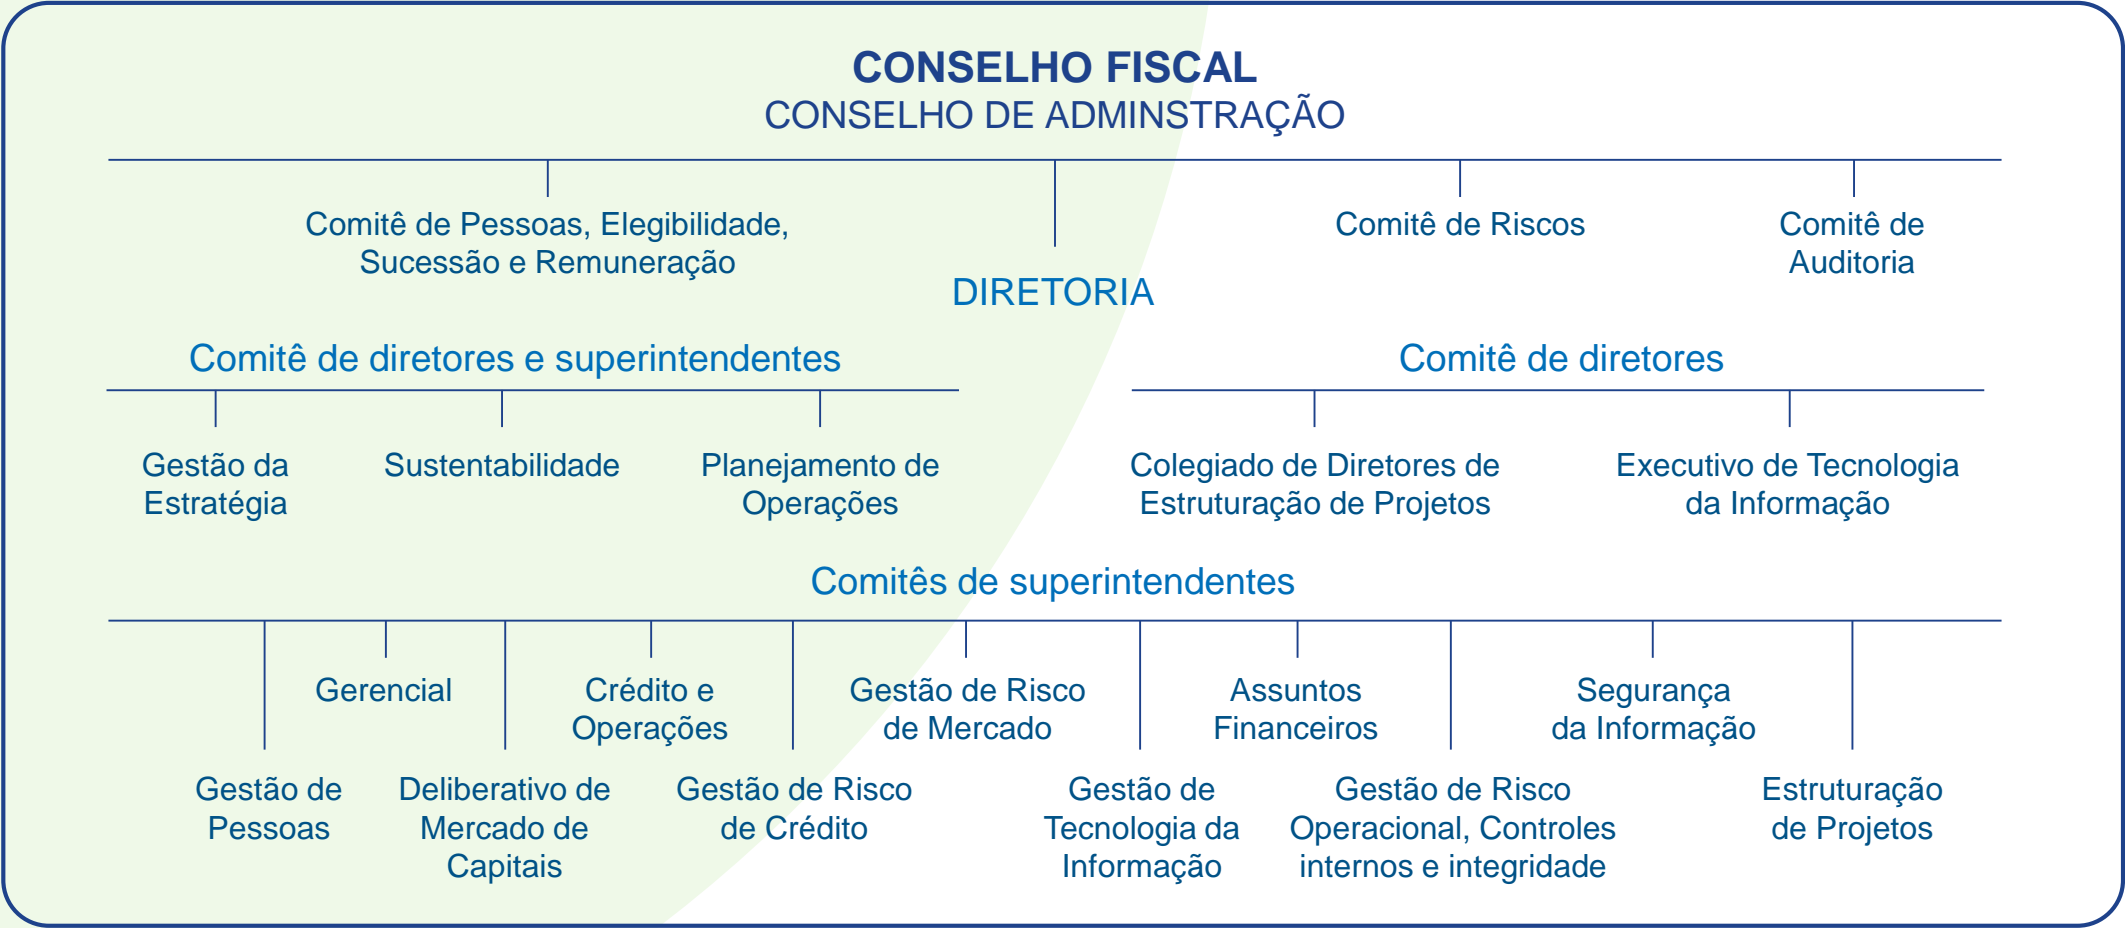 CONSELHO FISCAL
CONSELHO DE ADMINSTRAÇÃO
Comitê de Pessoas, Elegibilidade,
Sucessão e Remuneração
DIRETORIA
Comitê de Riscos
Comitê de
Auditoria
Comitê de diretores e superintendentes
Gestão da
Estratégia
Sustentabilidade
Planejamento de
Operações
Comitê de diretores
Colegiado de Diretores de
Estruturação de Projetos
Executivo de Tecnologia
da Informação
Comitês de superintendentes
Gestão de
Pessoas
Gerencial
Deliberativo de
Mercado de
Capitais
Crédito e
Operações
Gestão de Risco
de Crédito
Gestão de Risco
de Mercado
Gestão de
Tecnologia da
Informação
Assuntos
Financeiros
Gestão de Risco
Operacional, Controles
internos e integridade
Segurança
da Informação
Estruturação
de Projetos